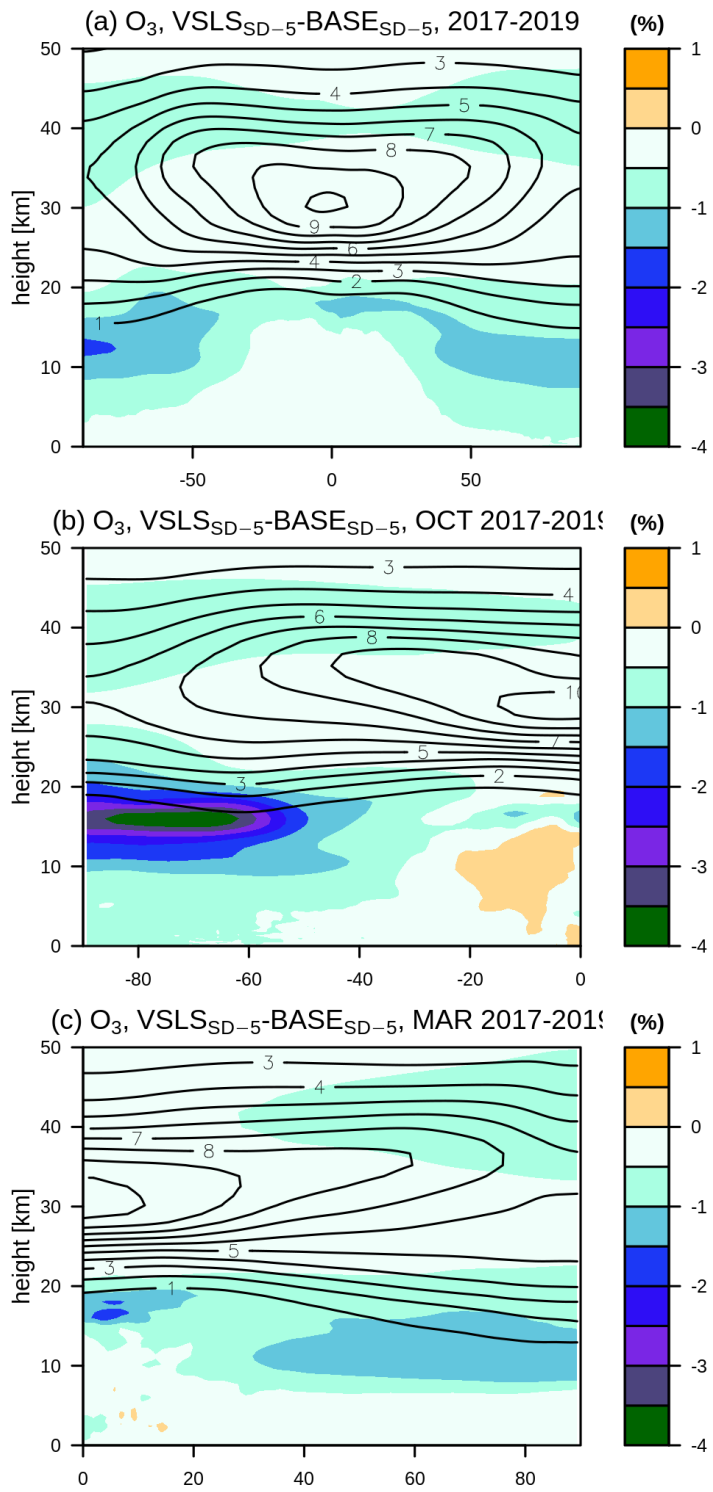 (a) O3, VSLSSD−5-BASESD−5, 2017-2019 (%)
50 3 1
4 5
40 7 0
8
30 -1
height [km]
9
6
4 3
20 2 -2
1
10 -3
0 -4
-50 0 50
(b) O3, VSLSSD−5-BASESD−5, OCT 2017-2019 (%)
50 3 1
4
40 6 0
8
30 10 -1
height [km]
7
5
20 3 2 -2
10 -3
0 -4
-80 -60 -40 -20 0
(c) O3, VSLSSD−5-BASESD−5, MAR 2017-2019 (%)
50 3 1
4
40 7 0
8
30 -1
height [km]
5
3
20 1 -2
10 -3
0 -4
0 20 40 60 80